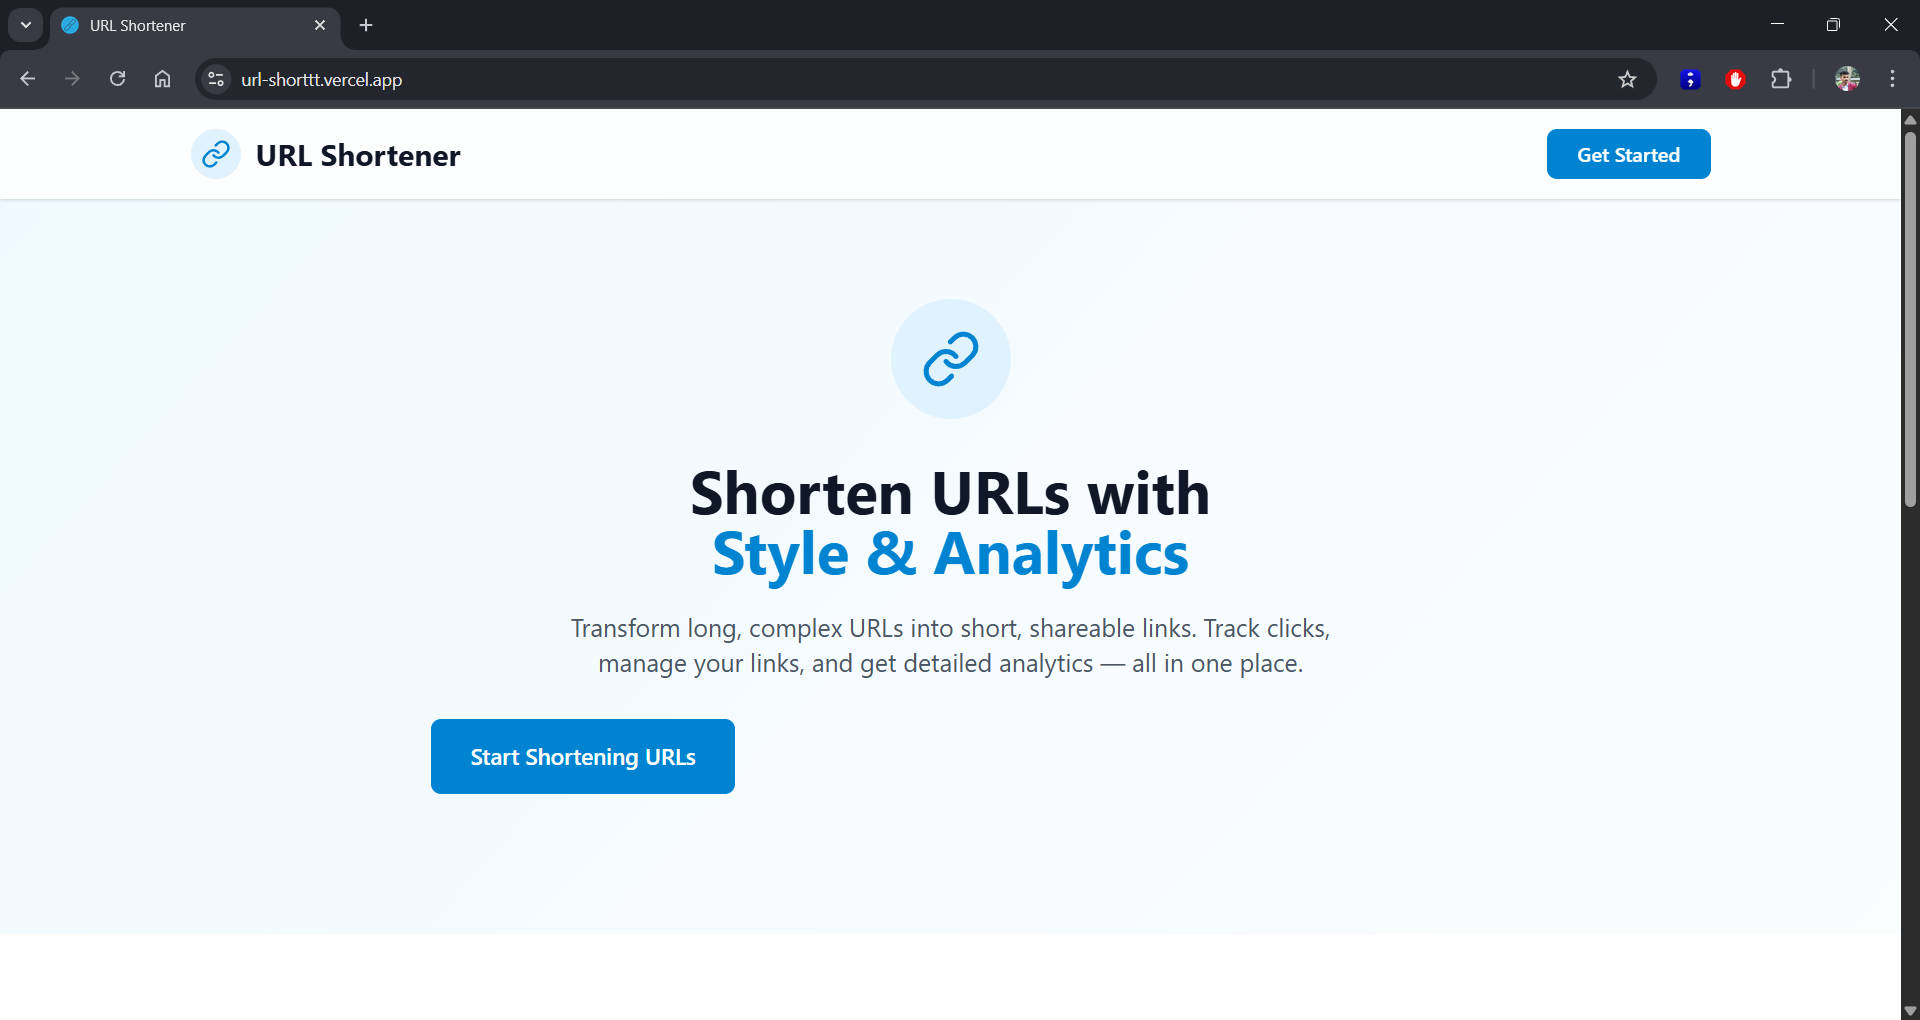 URL Shortener
url-shorttt.vercel.app
URL Shortener
Get Started
Shorten URLs with
Style & Analytics
Transform long, complex URLs into short, shareable links. Track clicks,
manage your links, and get detailed analytics — all in one place.
Start Shortening URLs